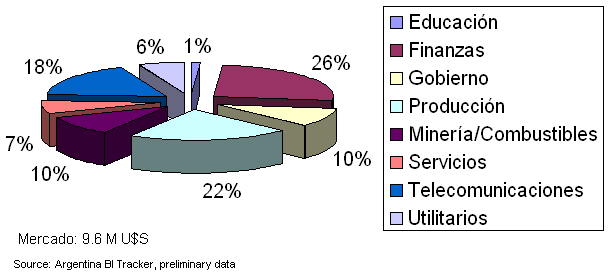 1%
26%
10%
22%
10%
7%
18%
6%
Educación
Finanzas
Gobierno
Producción
Minería/Combustibles
Servicios
Telecomunicaciones
Utilitarios
Mercado: 9.6 M U$S
Source: Argentina BI Tracker, preliminary data